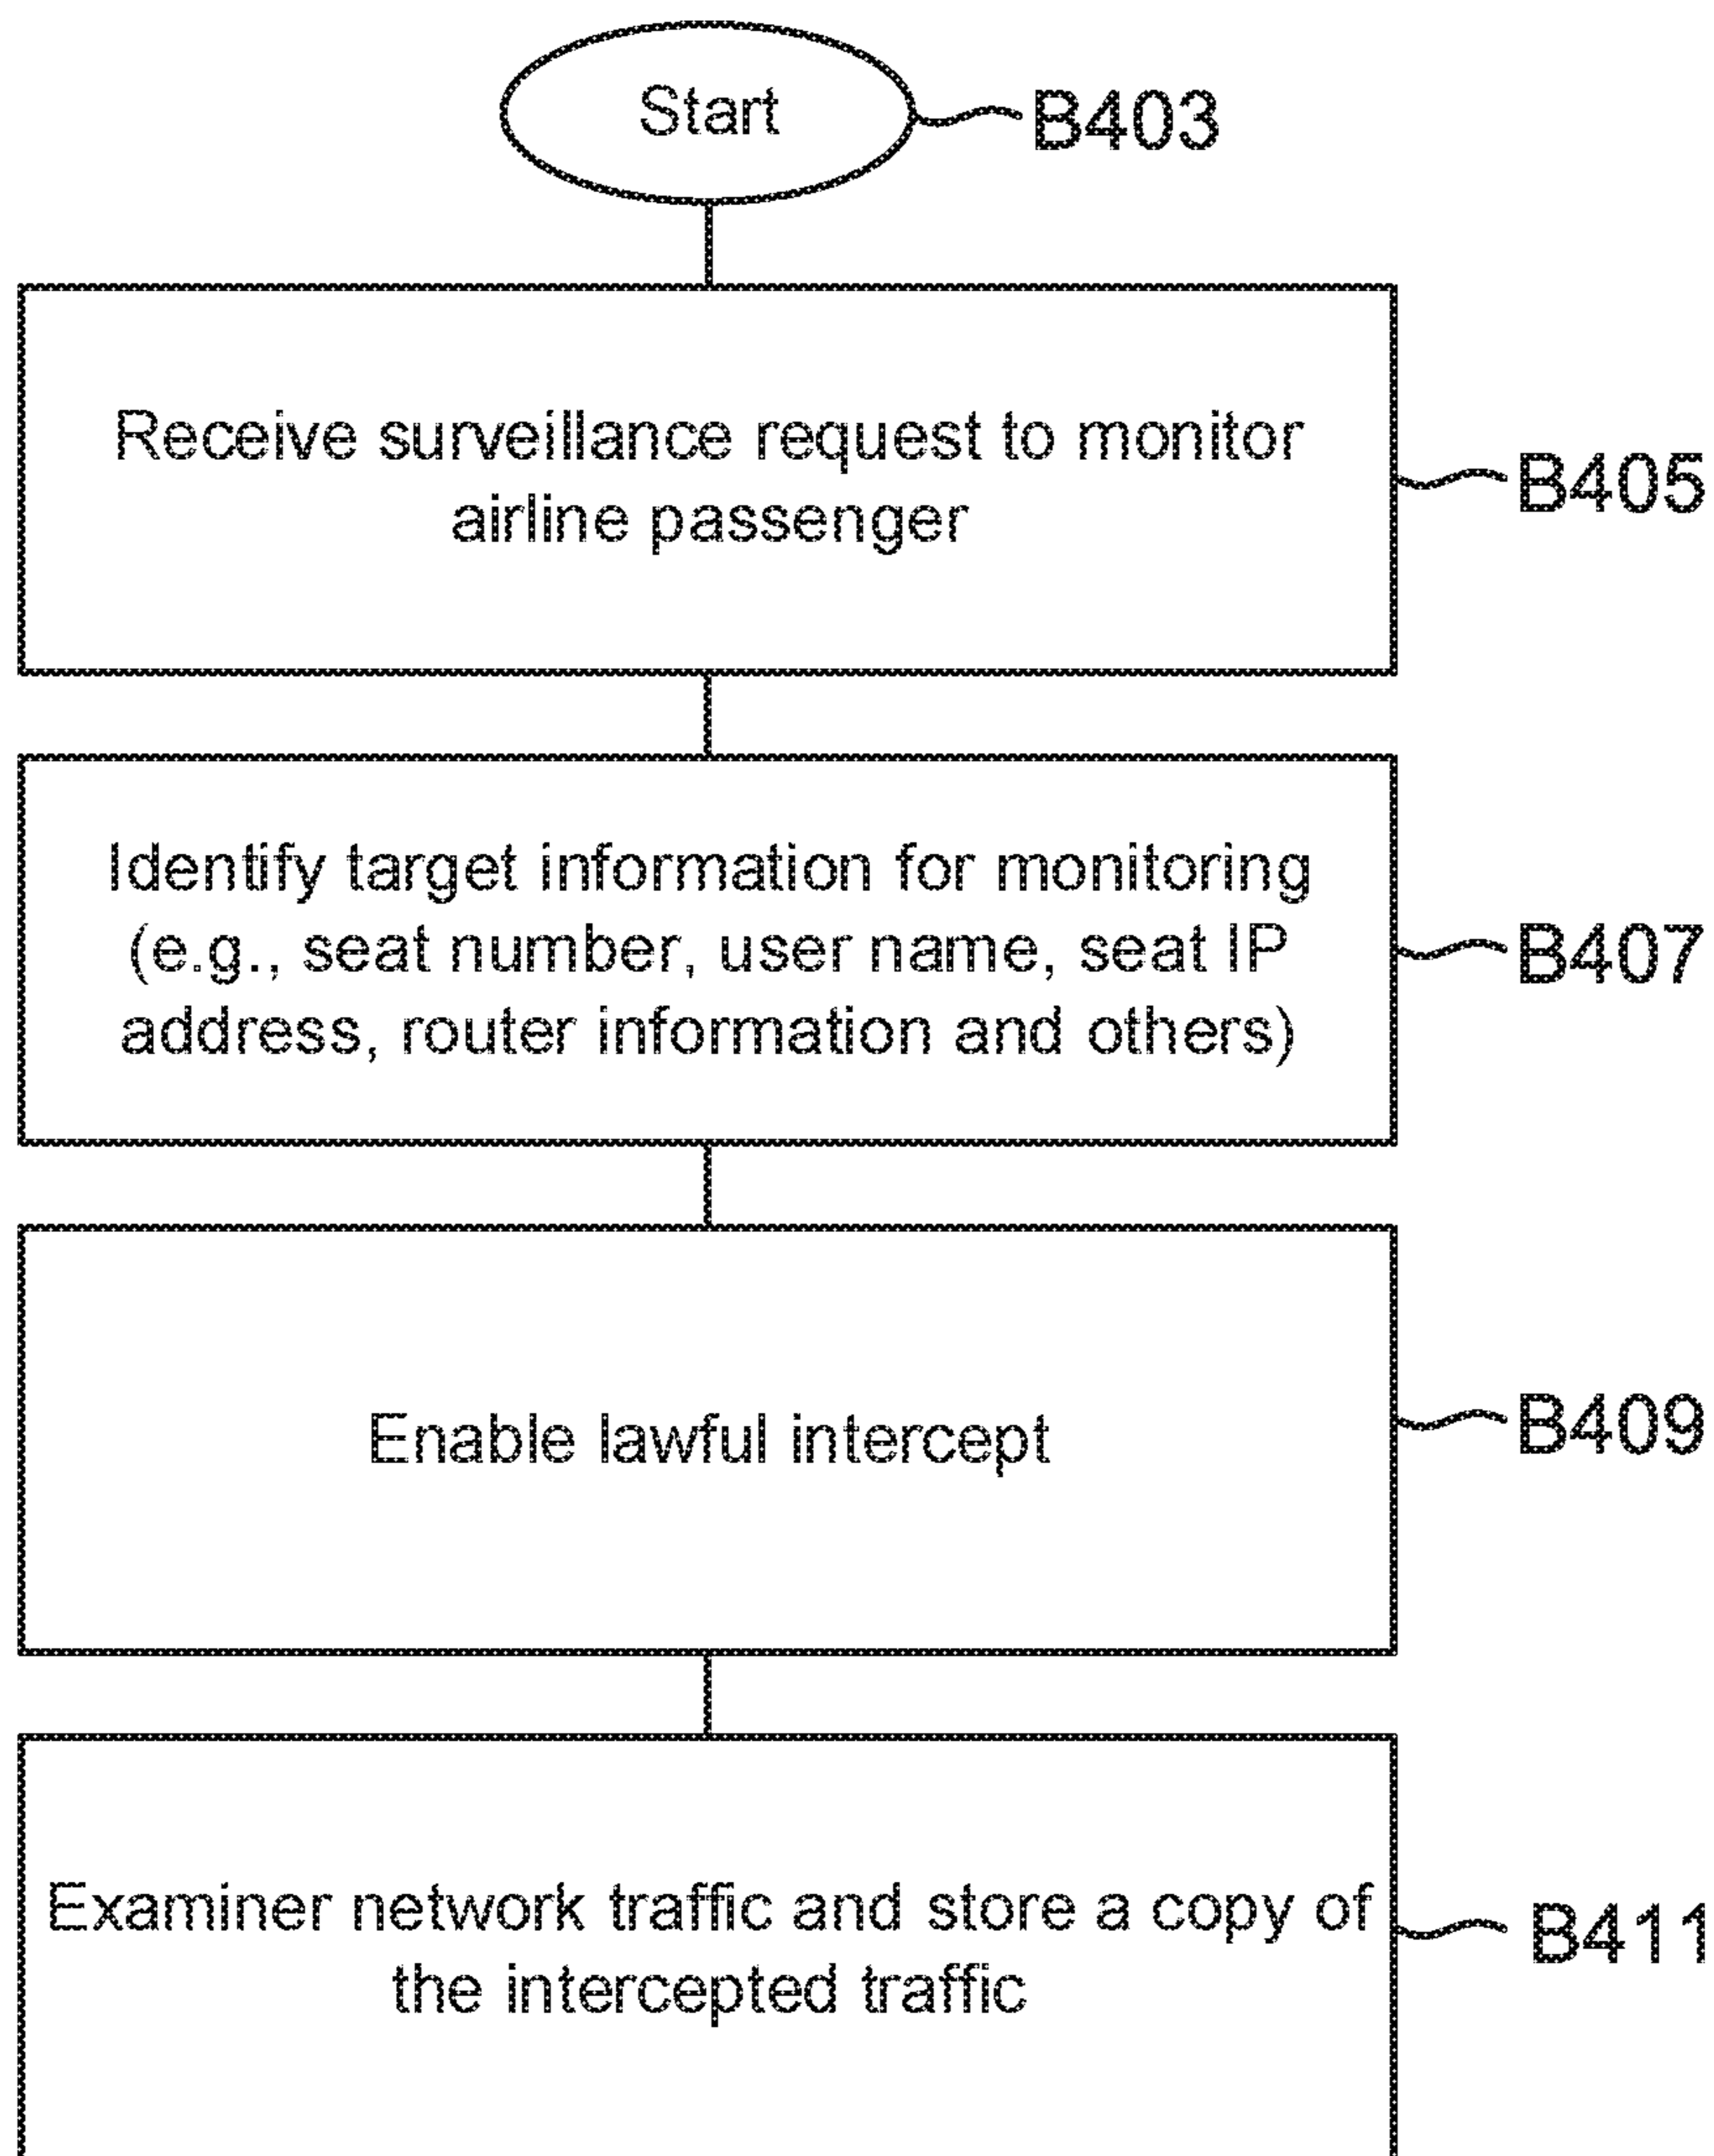 Start
B403
Receive surveillance request to monitor
airline passenger
B405
Identify target information for monitoring
(e.g., seat number, user name, seat IP
address, router information and others)
B407
Enable lawful intercept
B409
Examiner network traffic and store a copy of
the intercepted traffic
B411